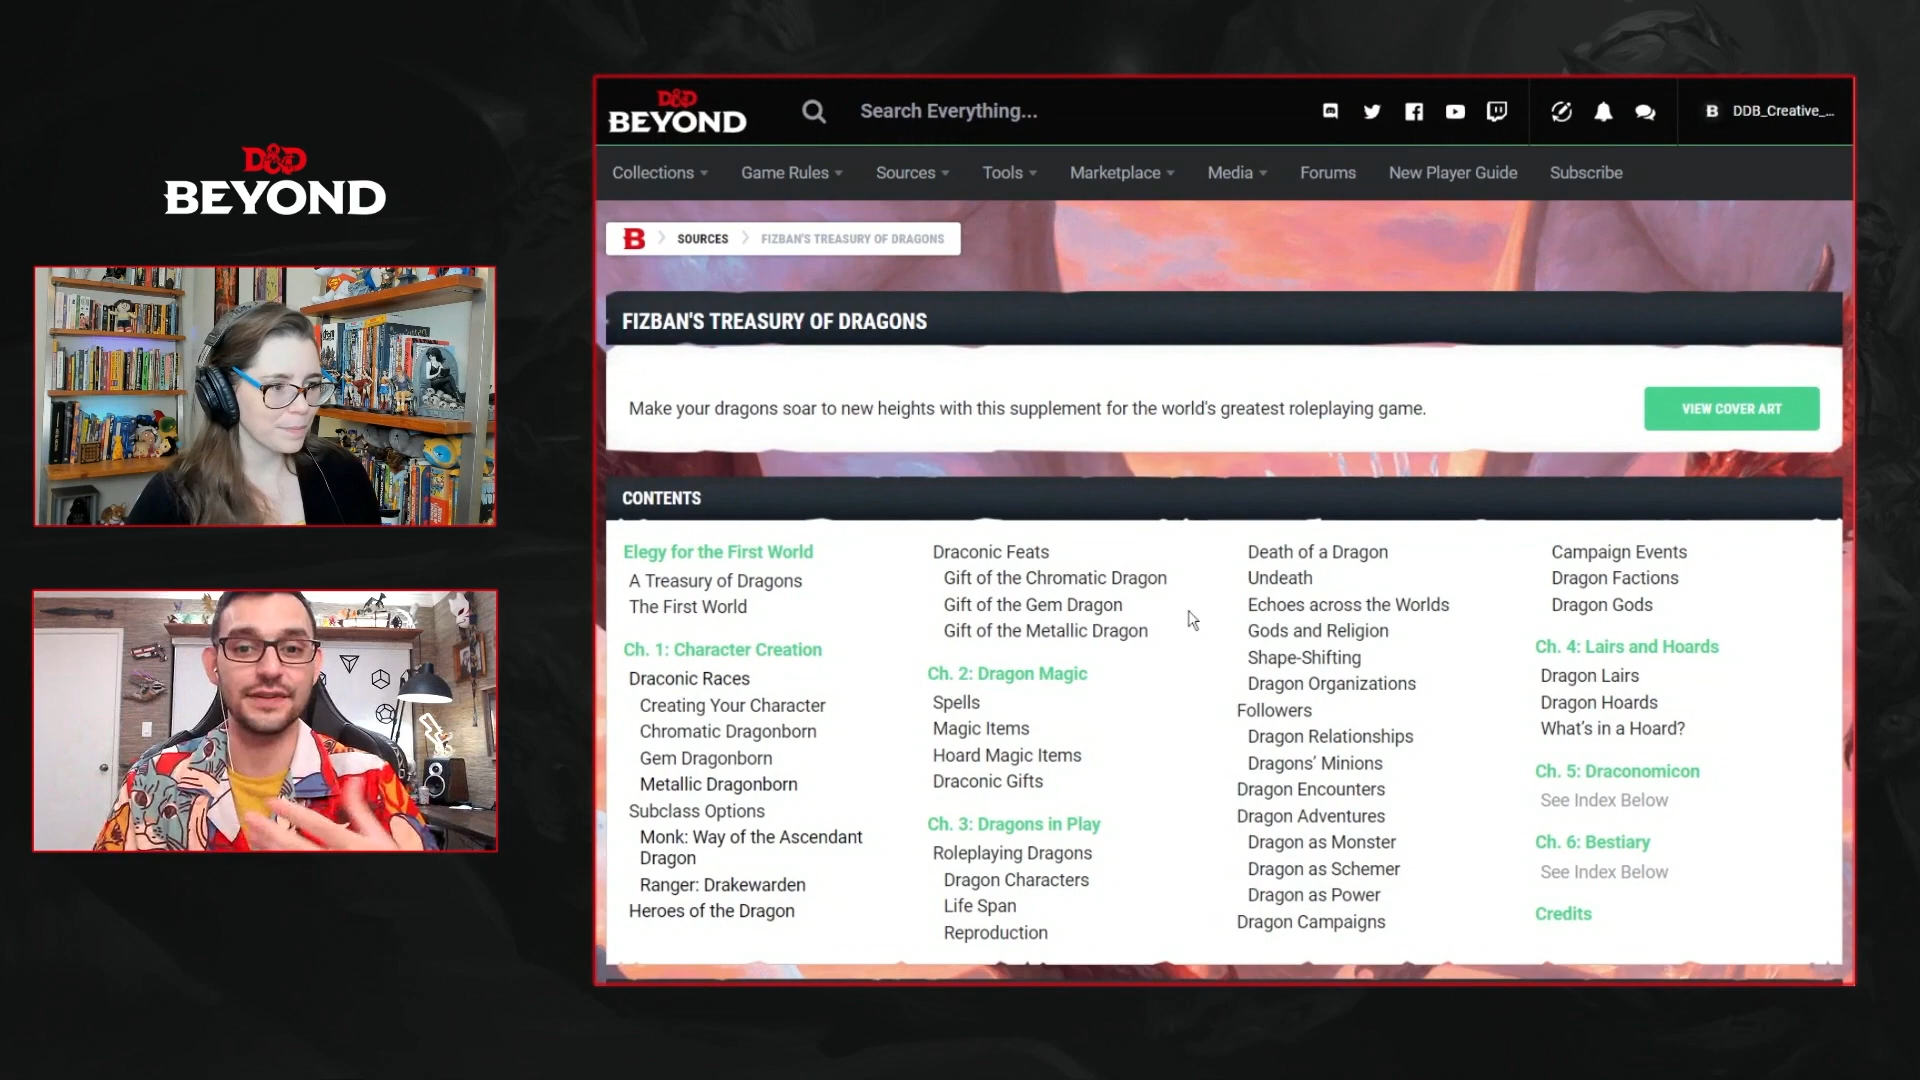 D&D
BEYOND
D&D
BEYOND
Search Everything...
DDB_Creative_...
Collections
Game Rules
Sources
Tools
Marketplace
Media
Forums
New Player Guide
Subscribe
SOURCES
FIZBAN'S TREASURY OF DRAGONS
FIZBAN'S TREASURY OF DRAGONS
Make your dragons soar to new heights with this supplement for the world's greatest roleplaying game.
VIEW COVER ART
CONTENTS
Elegy for the First World
A Treasury of Dragons
The First World
Ch. 1: Character Creation
Draconic Races
Creating Your Character
Chromatic Dragonborn
Gem Dragonborn
Metallic Dragonborn
Subclass Options
Monk: Way of the Ascendant
Dragon
Ranger: Drakewarden
Heroes of the Dragon
Draconic Feats
Gift of the Chromatic Dragon
Gift of the Gem Dragon
Gift of the Metallic Dragon
Ch. 2: Dragon Magic
Spells
Magic Items
Hoard Magic Items
Draconic Gifts
Ch. 3: Dragons in Play
Roleplaying Dragons
Dragon Characters
Life Span
Reproduction
Death of a Dragon
Undeath
Echoes across the Worlds
Gods and Religion
Shape-Shifting
Dragon Organizations
Followers
Dragon Relationships
Dragons’ Minions
Dragon Encounters
Dragon Adventures
Dragon as Monster
Dragon as Schemer
Dragon as Power
Dragon Campaigns
Campaign Events
Dragon Factions
Dragon Gods
Ch. 4: Lairs and Hoards
Dragon Lairs
Dragon Hoards
What’s in a Hoard?
Ch. 5: Draconomicon
See Index Below
Ch. 6: Bestiary
See Index Below
Credits